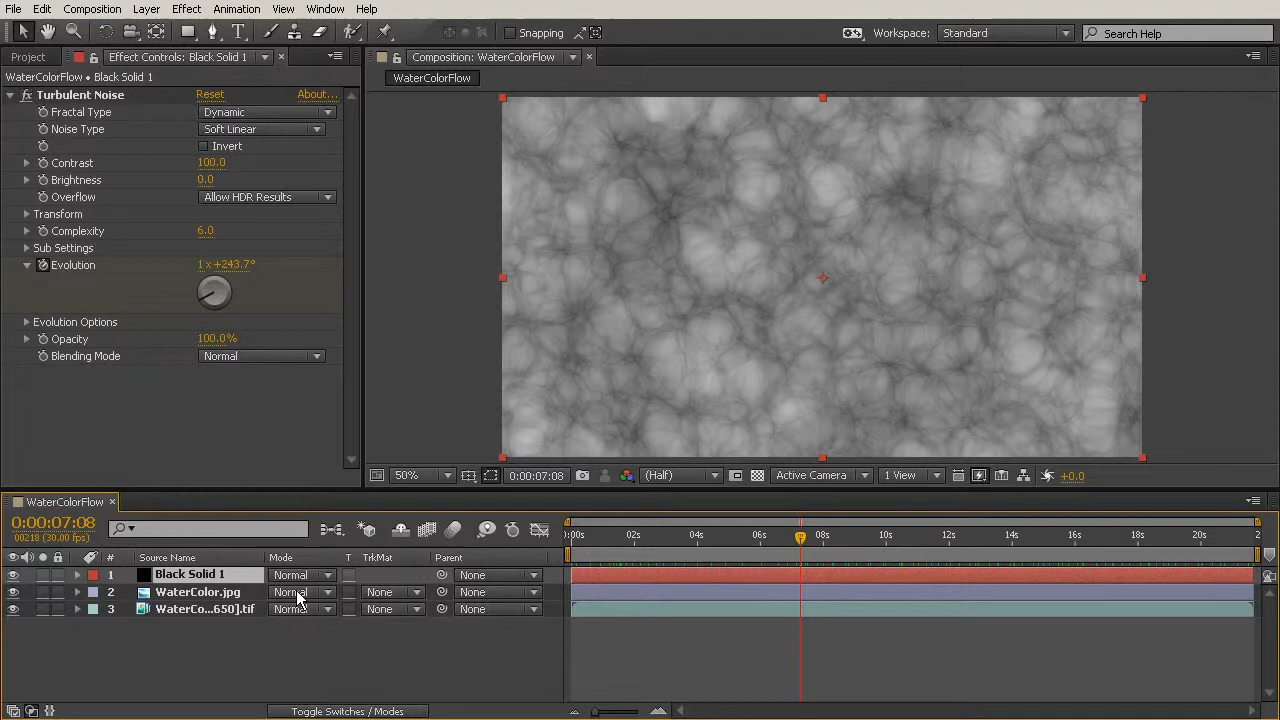 File Edit Composition Layer Effect Animation View Window Help
Snapping Workspace: Standard Search Help
Project Effect Controls: Black Solid 1 Composition: WaterColorFlow
WaterColorFlow • Black Solid 1 WaterColorFlow
fx Turbulent Noise Reset About...
Fractal Type Dynamic
Noise Type Soft Linear
Invert
Contrast 100.0
Brightness 0.0
Overflow Allow HDR Results
Transform
Complexity 6.0
Sub Settings
Evolution 1x+243.7°
Evolution Options
Opacity 100.0%
Blending Mode Normal
50% 0:00:07:08 (Half) Active Camera 1 View +0.0
WaterColorFlow
0:00:07:08
00218 (30.00 fps)
):00s 02s 04s 06s 08s 10s 12s 14s 16s 18s 20s 2
# Source Name Mode T TrkMat Parent
1 Black Solid 1 Normal None
2 WaterColor.jpg Normal None None
3 WaterCo...650].tif Normal None None
Toggle Switches / Modes